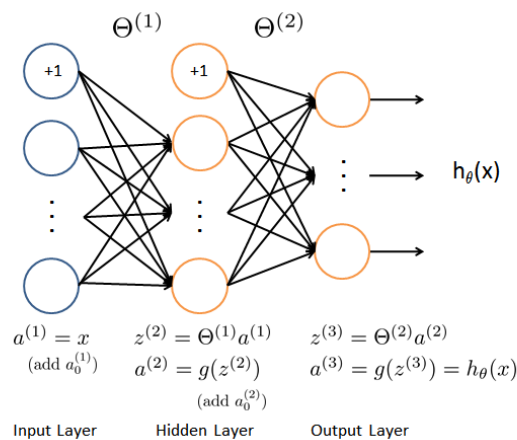 Θ^(1) Θ^(2)
+1 +1
h_θ(x)
a^(1) = x z^(2) = Θ^(1)a^(1) z^(3) = Θ^(2)a^(2)
(add a_0^(1)) a^(2) = g(z^(2)) a^(3) = g(z^(3)) = h_θ(x)
(add a_0^(2))
Input Layer Hidden Layer Output Layer